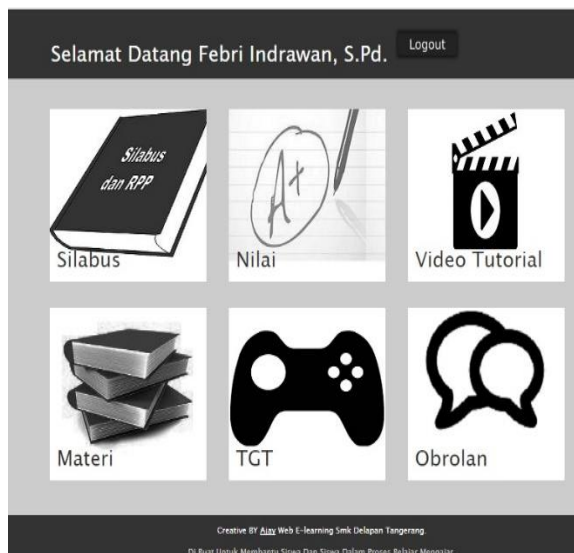 Selamat Datang Febri Indrawan, S.Pd.
Logout
Silabus
dan RPP
Silabus
A+
Nilai
Video Tutorial
Materi
TGT
Obrolan
Creative BY Ajay Web E-learning Smk Delapan Tangerang.
Di Buat Untuk Membantu Siswa Dan Siswa Dalam Proses Belajar Mengajar